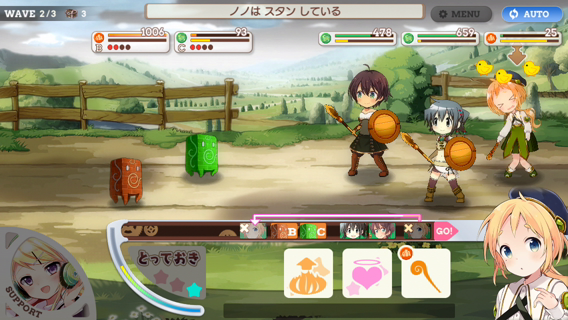 WAVE 2/3 3
ノノは スタン している
MENU
AUTO
1006
B
93
C
478
659
25
B
C
GO!
とっておき
SUPPORT